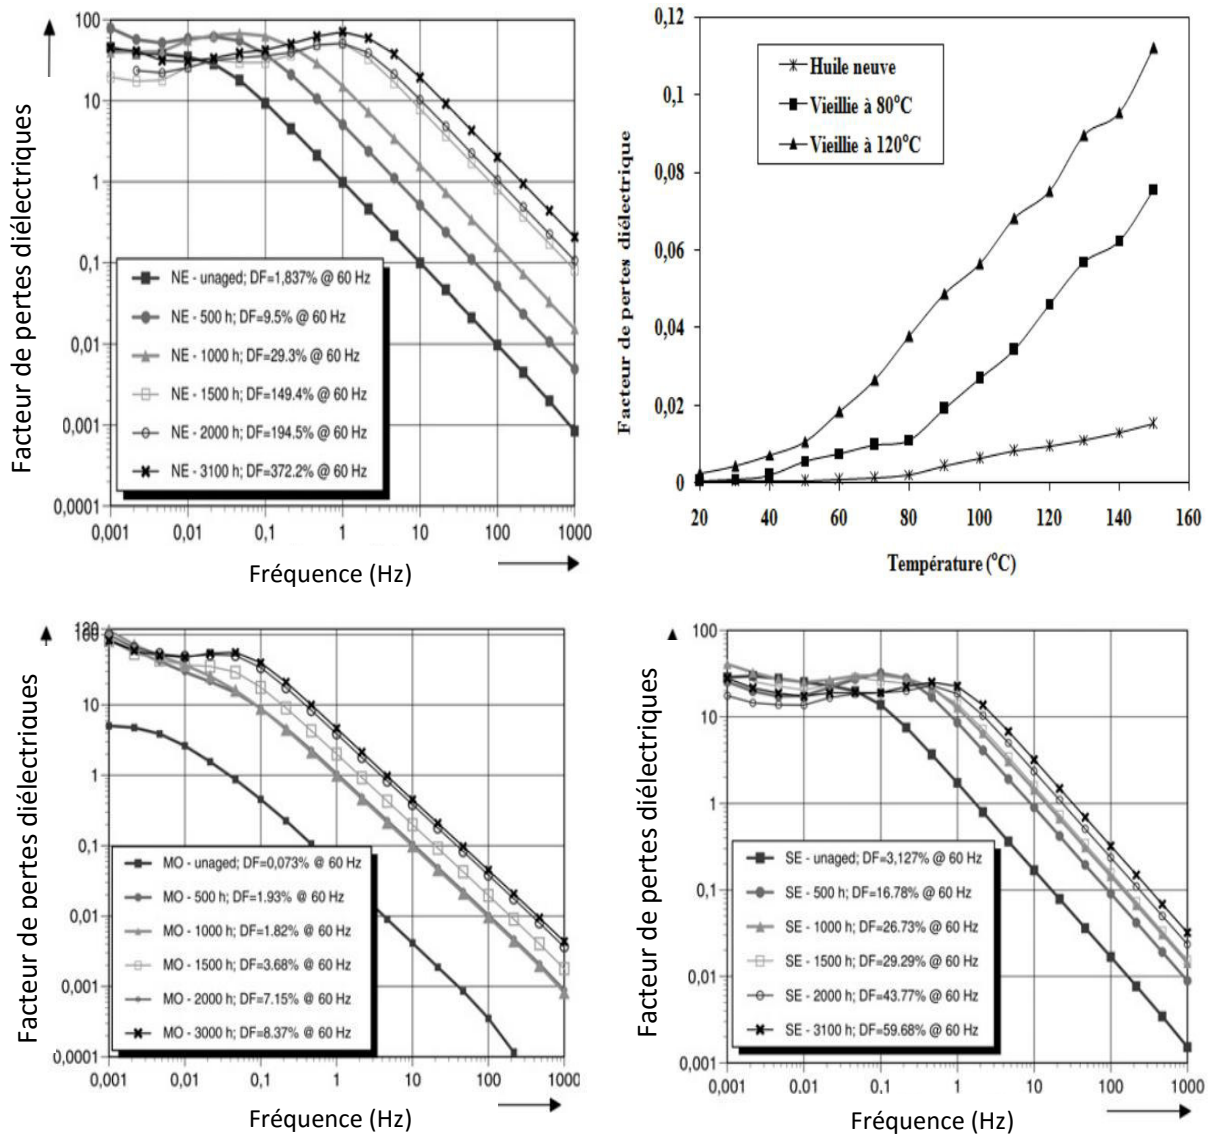 Facteur de pertes diélectriques
100
10
1
0,1
0,01
0,001
0,0001
NE - unaged; DF=1,837% @ 60 Hz
NE - 500 h; DF=9.5% @ 60 Hz
NE - 1000 h; DF=29.3% @ 60 Hz
NE - 1500 h; DF=149.4% @ 60 Hz
NE - 2000 h; DF=194.5% @ 60 Hz
NE - 3100 h; DF=372.2% @ 60 Hz
0,001 0,01 0,1 1 10 100 1000
Fréquence (Hz)
Facteur de pertes diélectrique
0,12
0,1
0,08
0,06
0,04
0,02
0
Huile neuve
Vieillie à 80°C
Vieillie à 120°C
20 40 60 80 100 120 140 160
Température (°C)
Facteur de pertes diélectriques
120
100
10
1
0,1
0,01
0,001
0,0001
MO - unaged; DF=0,073% @ 60 Hz
MO - 500 h; DF=1.93% @ 60 Hz
MO - 1000 h; DF=1.82% @ 60 Hz
MO - 1500 h; DF=3.68% @ 60 Hz
MO - 2000 h; DF=7.15% @ 60 Hz
MO - 3000 h; DF=8.37% @ 60 Hz
0,001 0,01 0,1 1 10 100 1000
Fréquence (Hz)
Facteur de pertes diélectriques
100
10
1
0,1
0,01
0,001
SE - unaged; DF=3,127% @ 60 Hz
SE - 500 h; DF=16.78% @ 60 Hz
SE - 1000 h; DF=26.73% @ 60 Hz
SE - 1500 h; DF=29.29% @ 60 Hz
SE - 2000 h; DF=43.77% @ 60 Hz
SE - 3100 h; DF=59.68% @ 60 Hz
0,001 0,01 0,1 1 10 100 1000
Fréquence (Hz)